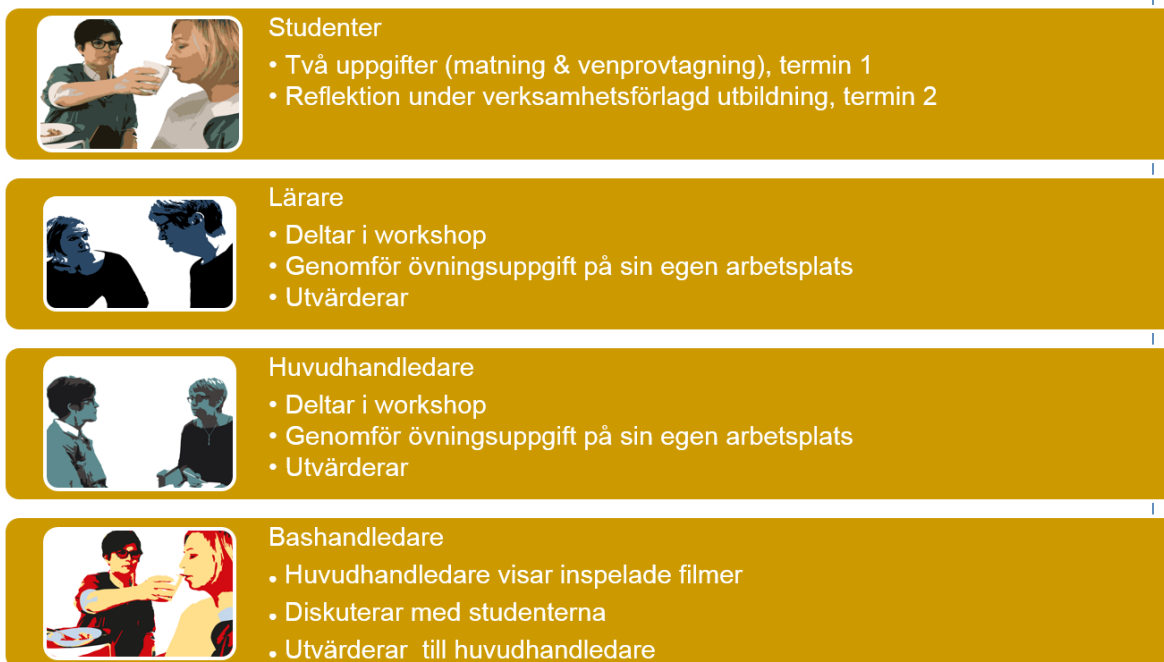 Studenter
• Två uppgifter (matning & venprovtagning), termin 1
• Reflektion under verksamhetsförlagd utbildning, termin 2
Lärare
• Deltar i workshop
• Genomför övningsuppgift på sin egen arbetsplats
• Utvärderar
Huvudhandledare
• Deltar i workshop
• Genomför övningsuppgift på sin egen arbetsplats
• Utvärderar
Bashandledare
• Huvudhandledare visar inspelade filmer
• Diskuterar med studenterna
• Utvärderar till huvudhandledare